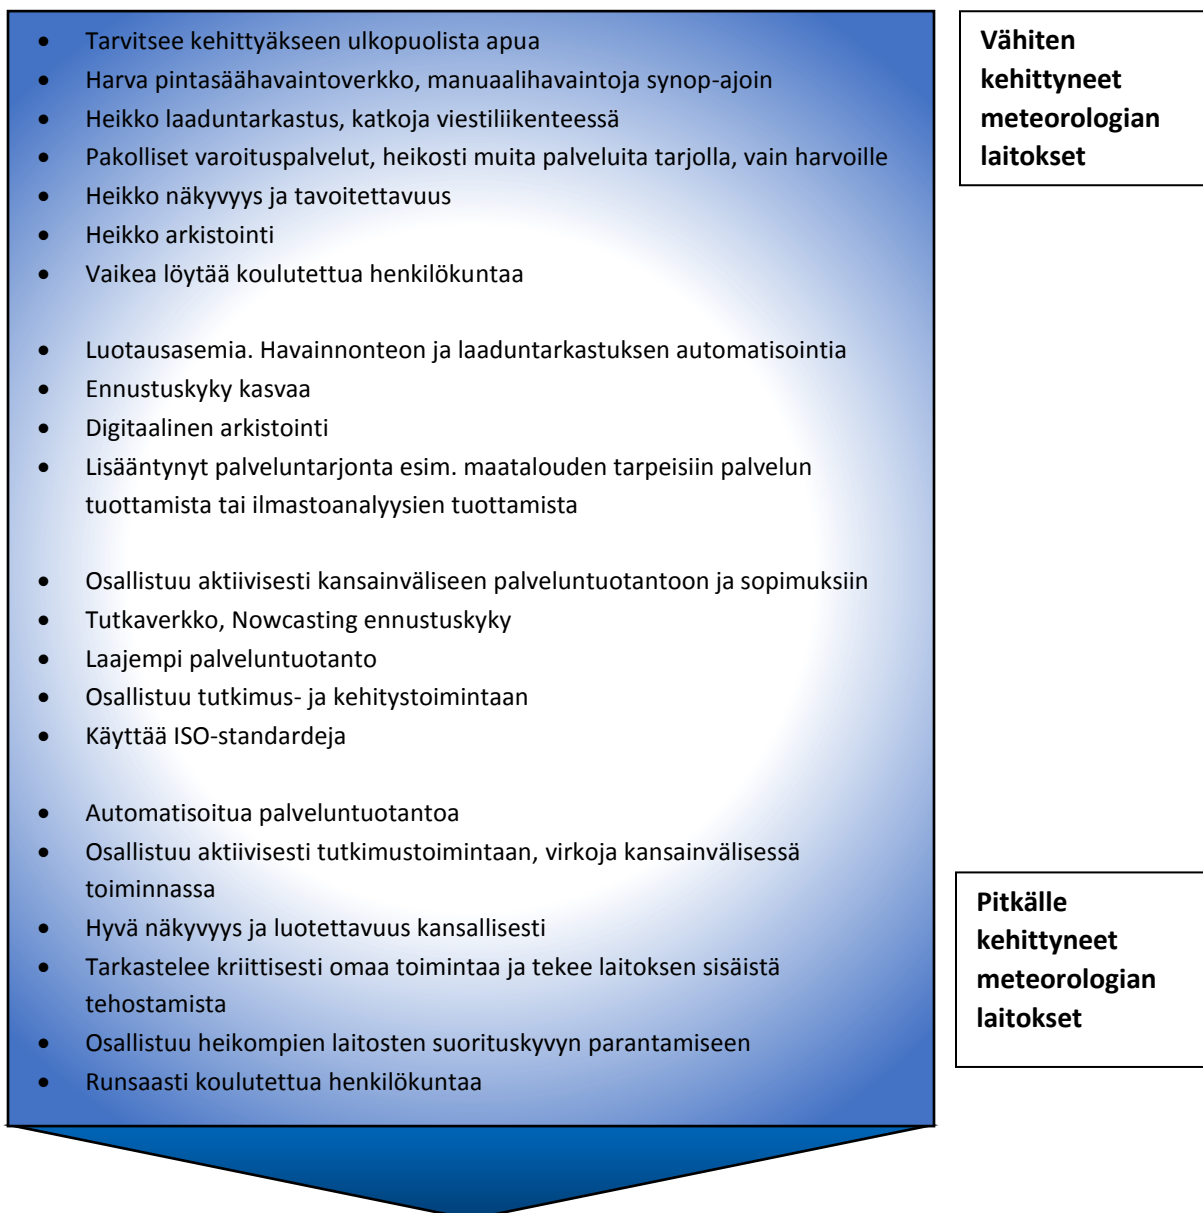 • Tarvitsee kehittyäkseen ulkopuolista apua
• Harva pintasäähavaintoverkko, manuaalihavaintoja synop-ajoin
• Heikko laaduntarkastus, katkoja viestiliikenteessä
• Pakolliset varoituspalvelut, heikosti muita palveluita tarjolla, vain harvoille
• Heikko näkyvyys ja tavoitettavuus
• Heikko arkistointi
• Vaikea löytää koulutettua henkilökuntaa
• Luotausasemia. Havainnonteon ja laaduntarkastuksen automatisointia
• Ennustuskyky kasvaa
• Digitaalinen arkistointi
• Lisääntynyt palveluntarjonta esim. maatalouden tarpeisiin palvelun
tuottamista tai ilmastoanalyysien tuottamista
• Osallistuu aktiivisesti kansainväliseen palveluntuotantoon ja sopimuksiin
• Tutkaverkko, Nowcasting ennustuskyky
• Laajempi palveluntuotanto
• Osallistuu tutkimus- ja kehitystoimintaan
• Käyttää ISO-standardeja
• Automatisoitua palveluntuotantoa
• Osallistuu aktiivisesti tutkimustoimintaan, virkoja kansainvälisessä
toiminnassa
• Hyvä näkyvyys ja luotettavuus kansallisesti
• Tarkastelee kriittisesti omaa toimintaa ja tekee laitoksen sisäistä
tehostamista
• Osallistuu heikompien laitosten suorituskyvyn parantamiseen
• Runsaasti koulutettua henkilökuntaa
Vähiten
kehittyneet
meteorologian
laitokset
Pitkälle
kehittyneet
meteorologian
laitokset